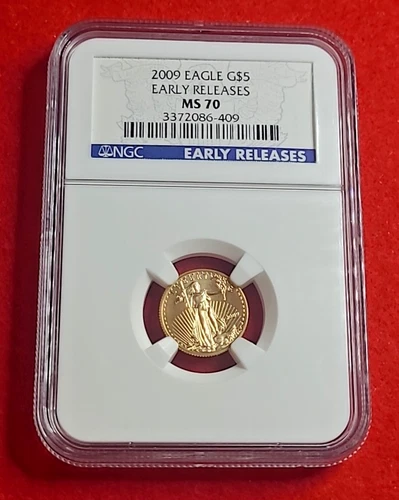 2009 EAGLE G$5
EARLY RELEASES
MS 70
3372086-409
NGC EARLY RELEASES